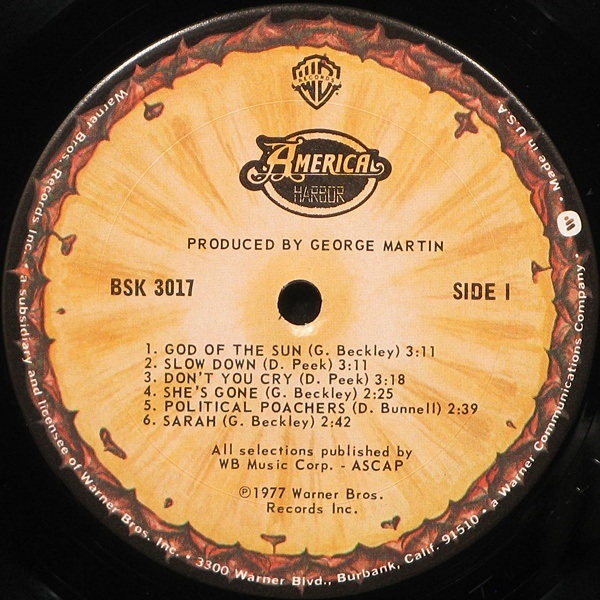 WB RECORDS
AMERICA
HARBOR
PRODUCED BY GEORGE MARTIN
BSK 3017
SIDE 1
1. GOD OF THE SUN (G. Beckley) 3:11
2. SLOW DOWN (D. Peek) 3:11
3. DON'T YOU CRY (D. Peek) 3:18
4. SHE'S GONE (G. Beckley) 2:25
5. POLITICAL POACHERS (D. Bunnell) 2:39
6. SARAH (G. Beckley) 2:42
All selections published by
WB Music Corp. - ASCAP
℗1977 Warner Bros.
Records Inc.
Warner Bros. Records Inc., • a subsidiary and licensee of Warner Bros. Inc. • 3300 Warner Blvd., Burbank, Calif. 91510 • a Warner Communications Company • Made in U.S.A.